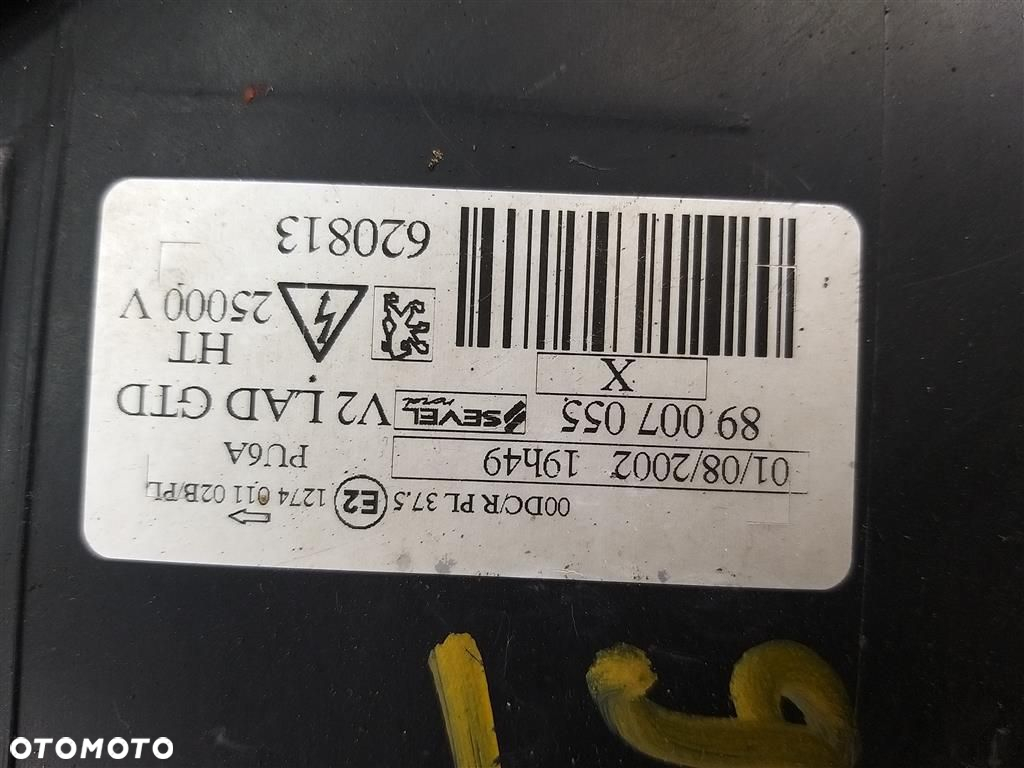 00DC/R PL 37.5 E2 1274 011 02B/PL
01/08/2002 19h49 PU6A
89 007 055 SEVEL nord V2 LAD GTD
X
HT
25000 V
620813
OTOMOTO